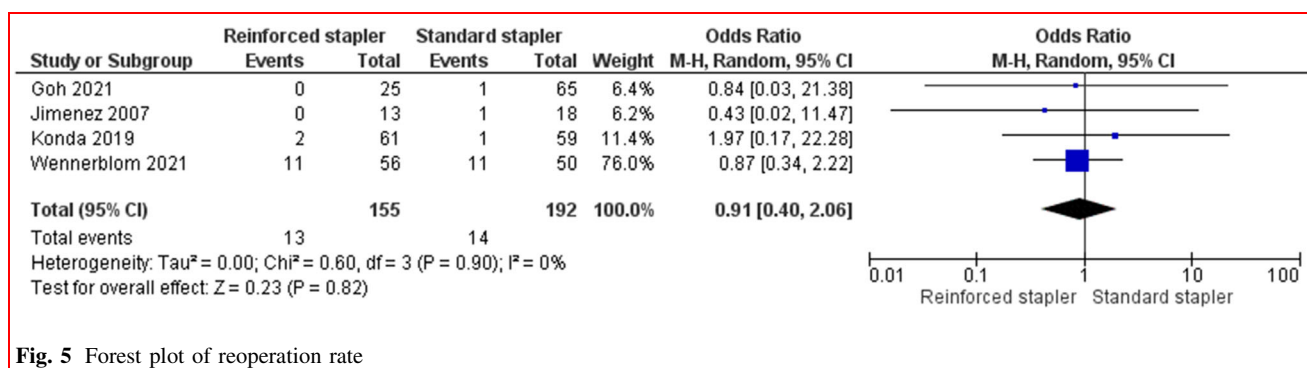 Reinforced stapler Standard stapler Odds Ratio Odds Ratio
Study or Subgroup Events Total Events Total Weight M-H, Random, 95% CI M-H, Random, 95% CI
Goh 2021 0 25 1 65 6.4% 0.84 [0.03, 21.38]
Jimenez 2007 0 13 1 18 6.2% 0.43 [0.02, 11.47]
Konda 2019 2 61 1 59 11.4% 1.97 [0.17, 22.28]
Wennerblom 2021 11 56 11 50 76.0% 0.87 [0.34, 2.22]
Total (95% CI) 155 192 100.0% 0.91 [0.40, 2.06]
Total events 13 14
Heterogeneity: Tau² = 0.00; Chi² = 0.60, df = 3 (P = 0.90); I² = 0%
Test for overall effect: Z = 0.23 (P = 0.82)
0.01 0.1 1 10 100
Reinforced stapler Standard stapler
Fig. 5 Forest plot of reoperation rate